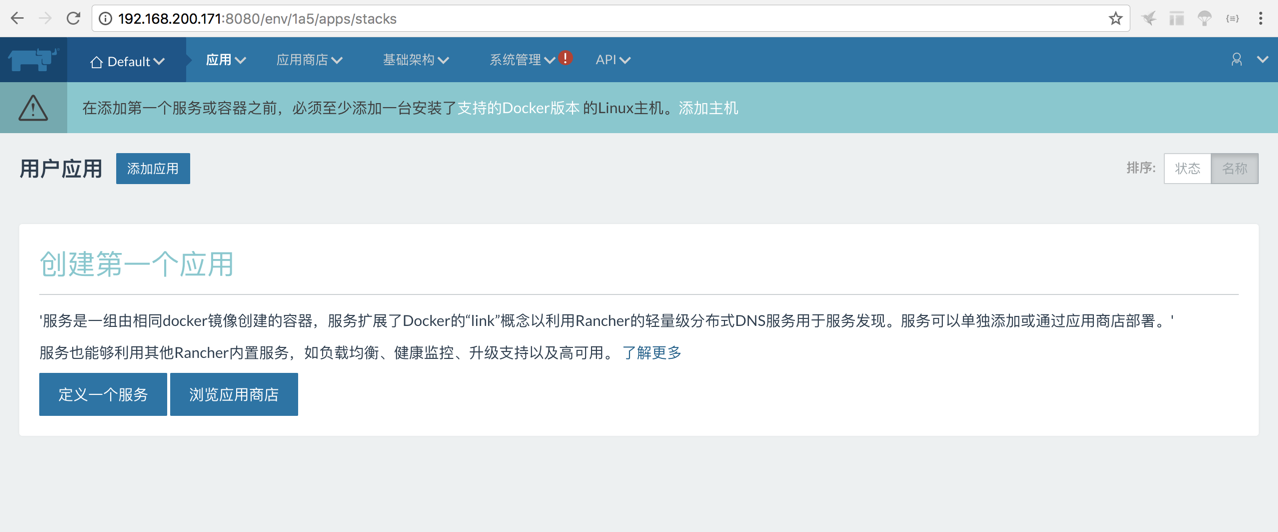 192.168.200.171:8080/env/1a5/apps/stacks
Default 应用 应用商店 基础架构 系统管理 ! API
在添加第一个服务或容器之前，必须至少添加一台安装了支持的Docker版本 的Linux主机。添加主机
用户应用 添加应用 排序: 状态 名称
创建第一个应用
'服务是一组由相同docker镜像创建的容器，服务扩展了Docker的“link”概念以利用Rancher的轻量级分布式DNS服务用于服务发现。服务可以单独添加或通过应用商店部署。'
服务也能够利用其他Rancher内置服务，如负载均衡、健康监控、升级支持以及高可用。 了解更多
定义一个服务 浏览应用商店